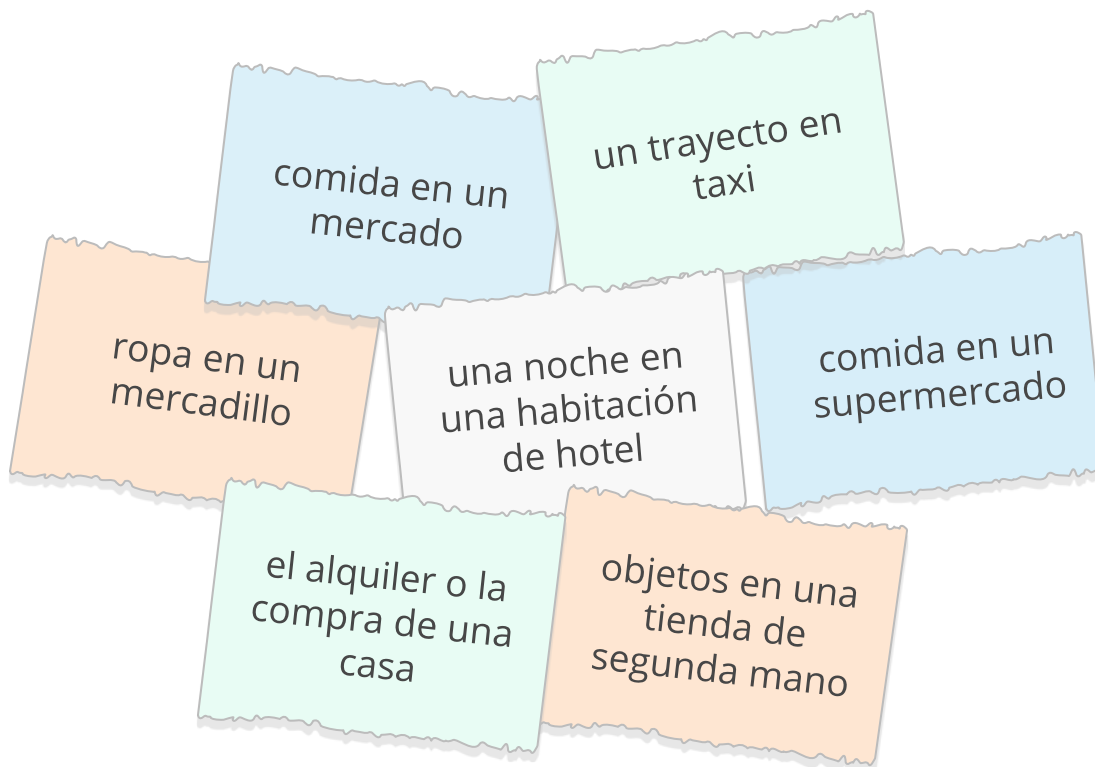 comida en un
mercado
un trayecto en
taxi
ropa en un
mercadillo
una noche en
una habitación
de hotel
comida en un
supermercado
el alquiler o la
compra de una
casa
objetos en una
tienda de
segunda mano